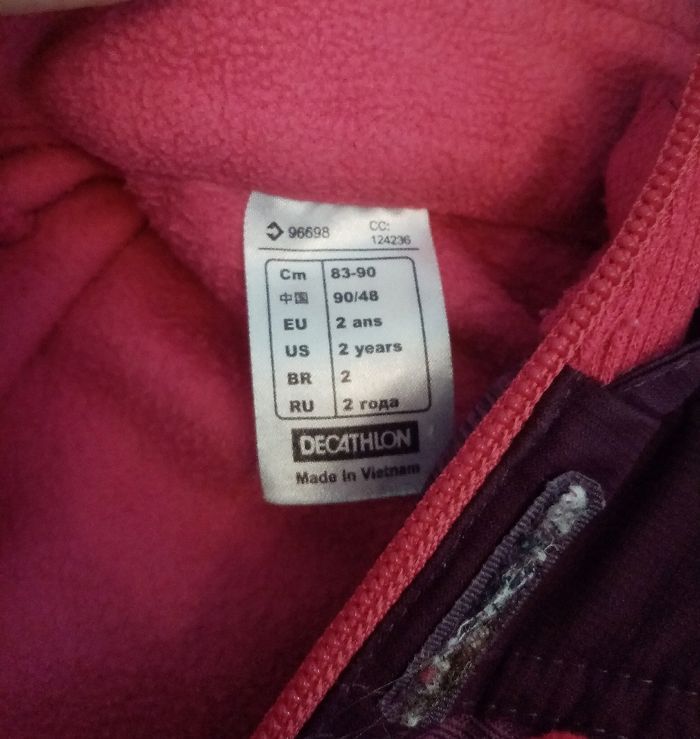 96698 CC:
124236
Cm 83-90
中国 90/48
EU 2 ans
US 2 years
BR 2
RU 2 года
DECATHLON
Made in Vietnam